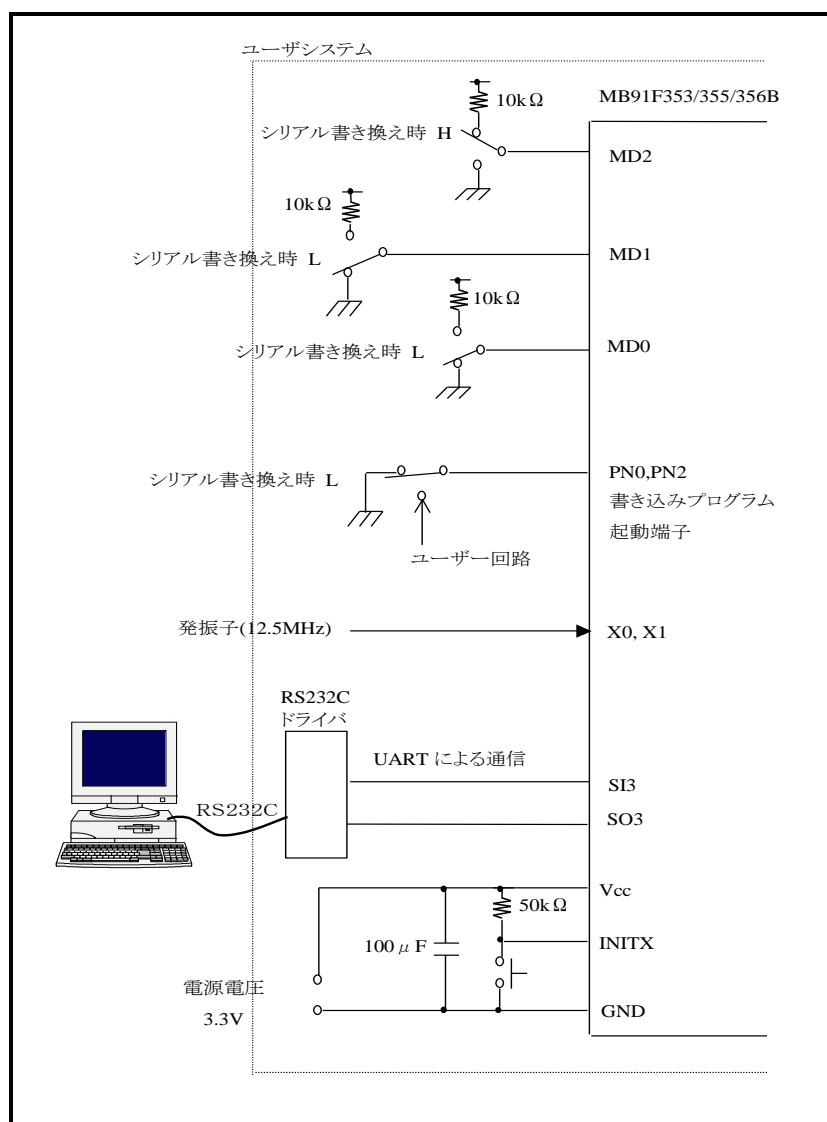 ユーザシステム
10kΩ
MB91F353/355/356B
シリアル書き換え時 H
MD2
10kΩ
シリアル書き換え時 L
MD1
10kΩ
シリアル書き換え時 L
MD0
シリアル書き換え時 L
PN0,PN2
書き込みプログラム
起動端子
ユーザー回路
発振子(12.5MHz)
X0, X1
RS232C
ドライバ
UART による通信
SI3
RS232C
SO3
Vcc
50kΩ
100μF
INITX
電源電圧
3.3V
GND